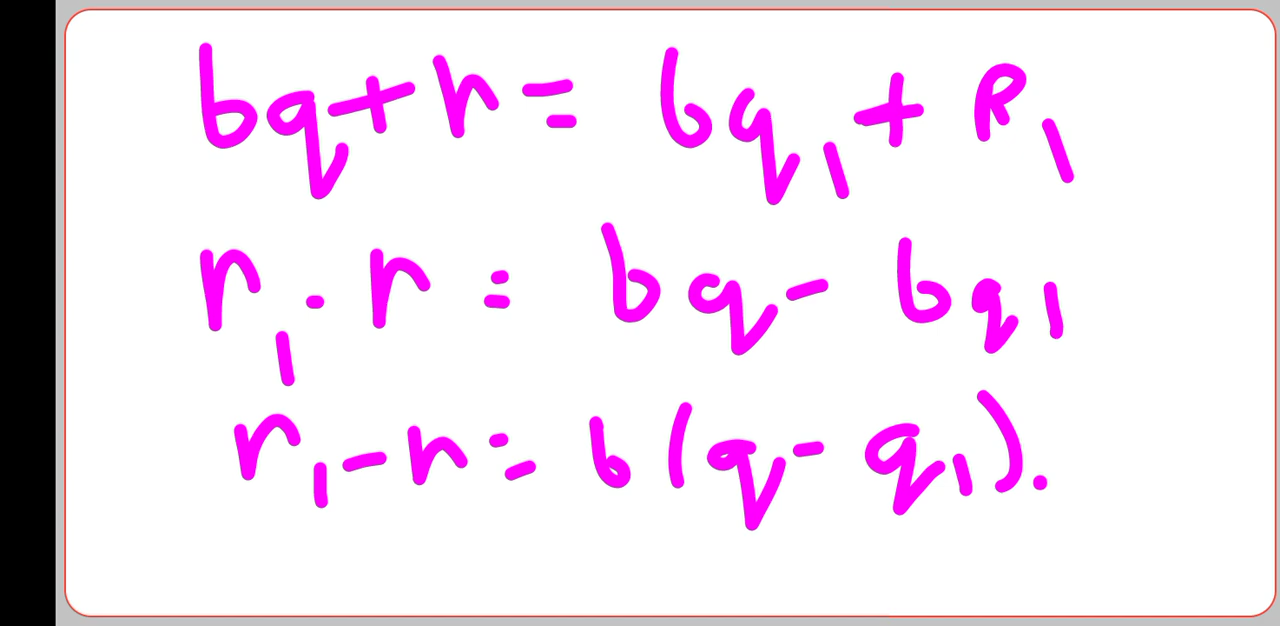 bq + r = bq₁ + R₁
r₁ - r = bq - bq₁
r₁ - r = b(q - q₁).